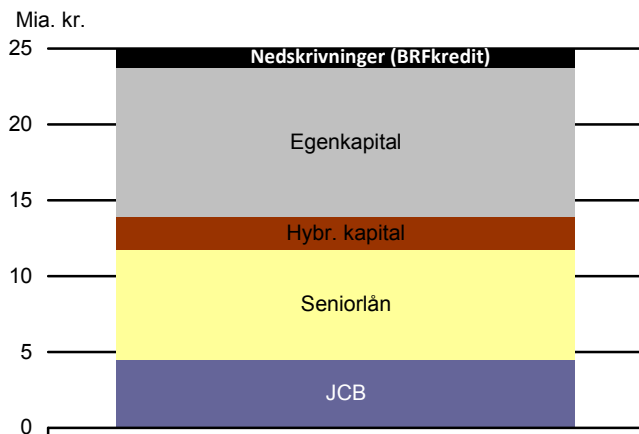 Mia. kr.
25
Nedskrivninger (BRFkredit)
20
Egenkapital
15
Hybr. kapital
10
Seniorlån
5
JCB
0